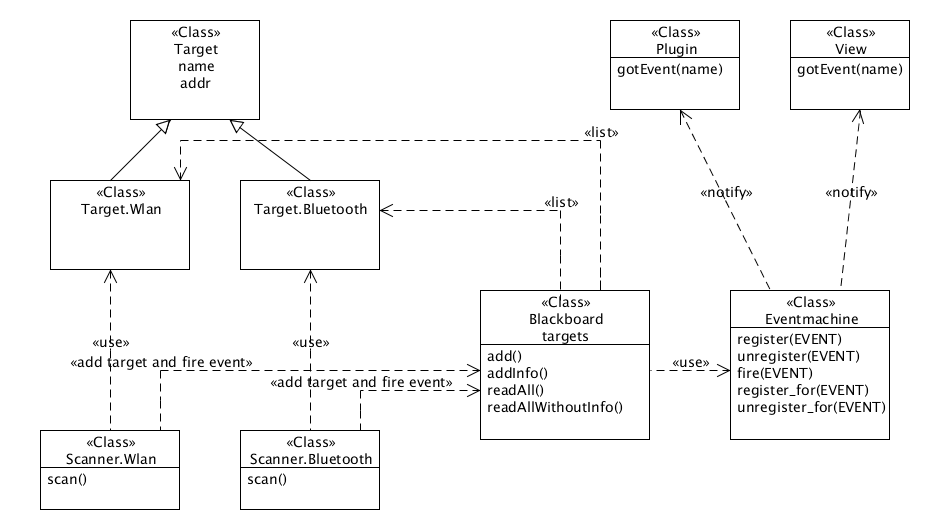 «Class»
Target
name
addr
«Class»
Plugin
gotEvent(name)
«Class»
View
gotEvent(name)
«list»
«Class»
Target.Wlan
«Class»
Target.Bluetooth
«list»
«notify»
«notify»
«Class»
Blackboard
targets
add()
addInfo()
readAll()
readAllWithoutInfo()
«Class»
Eventmachine
register(EVENT)
unregister(EVENT)
fire(EVENT)
register_for(EVENT)
unregister_for(EVENT)
«use»
«use»
«use»
«add target and fire event»
«add target and fire event»
«Class»
Scanner.Wlan
scan()
«Class»
Scanner.Bluetooth
scan()